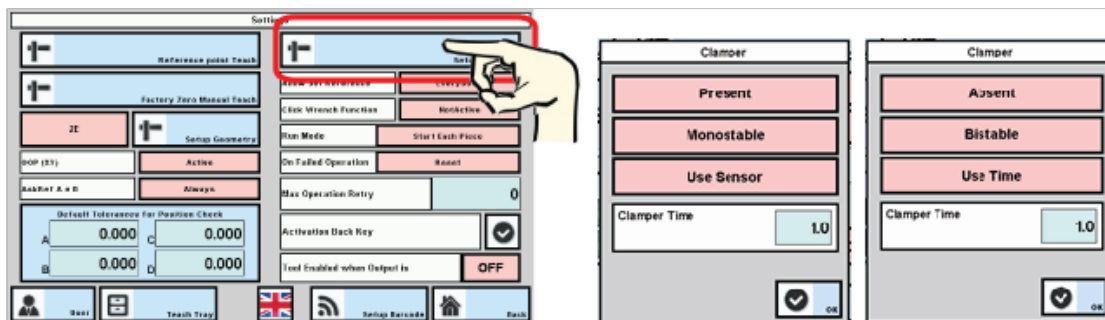 Settings
Reference point Teach
Factory Zero Manual Teach
2E
Setup Geometry
Click Wrench Function
NotActive
Run Mode
Start Each Piece
DOP (XY)
Active
On Failed Operation
Reset
AskRef A e B
Always
Max Operation Retry
0
Default Tolerances for Position Check
A
0.000
C
0.000
B
0.000
D
0.000
Activation Back Key
Tool Enabled when Output is
OFF
User
Teach Tray
Setup Barcode
Back
Clamper
Present
Monostable
Use Sensor
Clamper Time
1.0
OK
Clamper
Absent
Bistable
Use Time
Clamper Time
1.0
OK